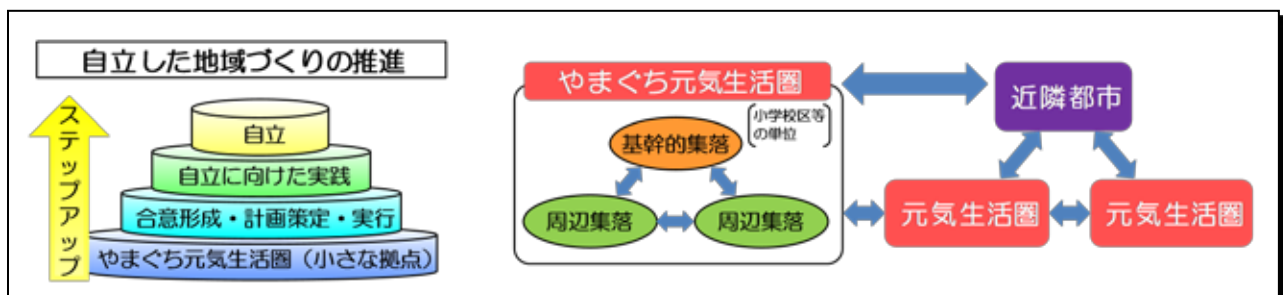 自立した地域づくりの推進
ステップアップ
自立
自立に向けた実践
合意形成・計画策定・実行
やまぐち元気生活圏（小さな拠点）
やまぐち元気生活圏
小学校区等
の単位
基幹的集落
周辺集落
周辺集落
近隣都市
元気生活圏
元気生活圏